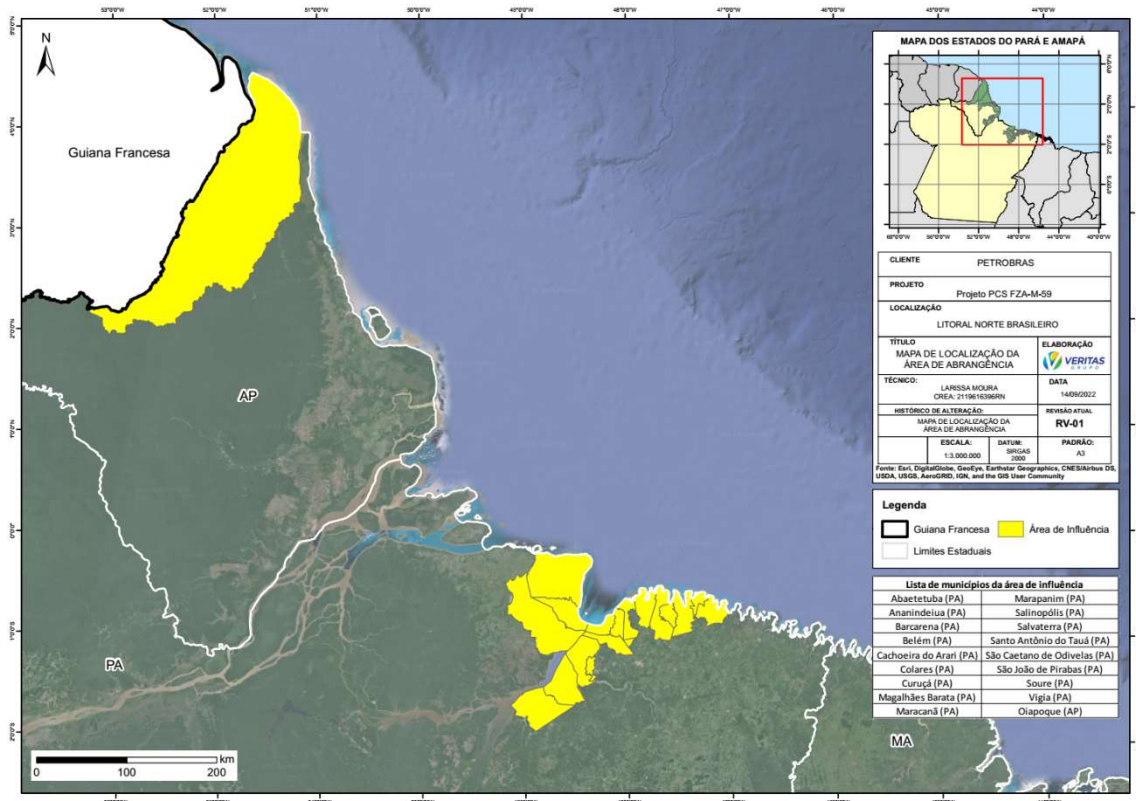 N
Guiana Francesa
AP
PA
MA
0 100 200 km
MAPA DOS ESTADOS DO PARÁ E AMAPÁ
CLIENTE
PETROBRAS
PROJETO
Projeto PCS FZA-M-59
LOCALIZAÇÃO
LITORAL NORTE BRASILEIRO
TÍTULO
MAPA DE LOCALIZAÇÃO DA
ÁREA DE ABRANGÊNCIA
ELABORAÇÃO
VERITAS
GRUPO
TÉCNICO:
LARISSA MOURA
CREA: 2119616396RN
DATA
14/09/2022
HISTÓRICO DE ALTERAÇÃO:
MAPA DE LOCALIZAÇÃO DA
ÁREA DE ABRANGÊNCIA
REVISÃO ATUAL
RV-01
ESCALA:
1:3.000.000
DATUM:
SIRGAS
2000
PADRÃO:
A3
Fonte: Esri, DigitalGlobe, GeoEye, Earthstar Geographics, CNES/Airbus DS,
USDA, USGS, AeroGRID, IGN, and the GIS User Community
Legenda
Guiana Francesa Área de Influência
Limites Estaduais
Lista de municípios da área de influência
Abaetetuba (PA) Marapanim (PA)
Ananindeiua (PA) Salinopólis (PA)
Barcarena (PA) Salvaterra (PA)
Belém (PA) Santo Antônio do Tauá (PA)
Cachoeira do Arari (PA) São Caetano de Odivelas (PA)
Colares (PA) São João de Pirabas (PA)
Curuçá (PA) Soure (PA)
Magalhães Barata (PA) Vigia (PA)
Maracanã (PA) Oiapoque (AP)